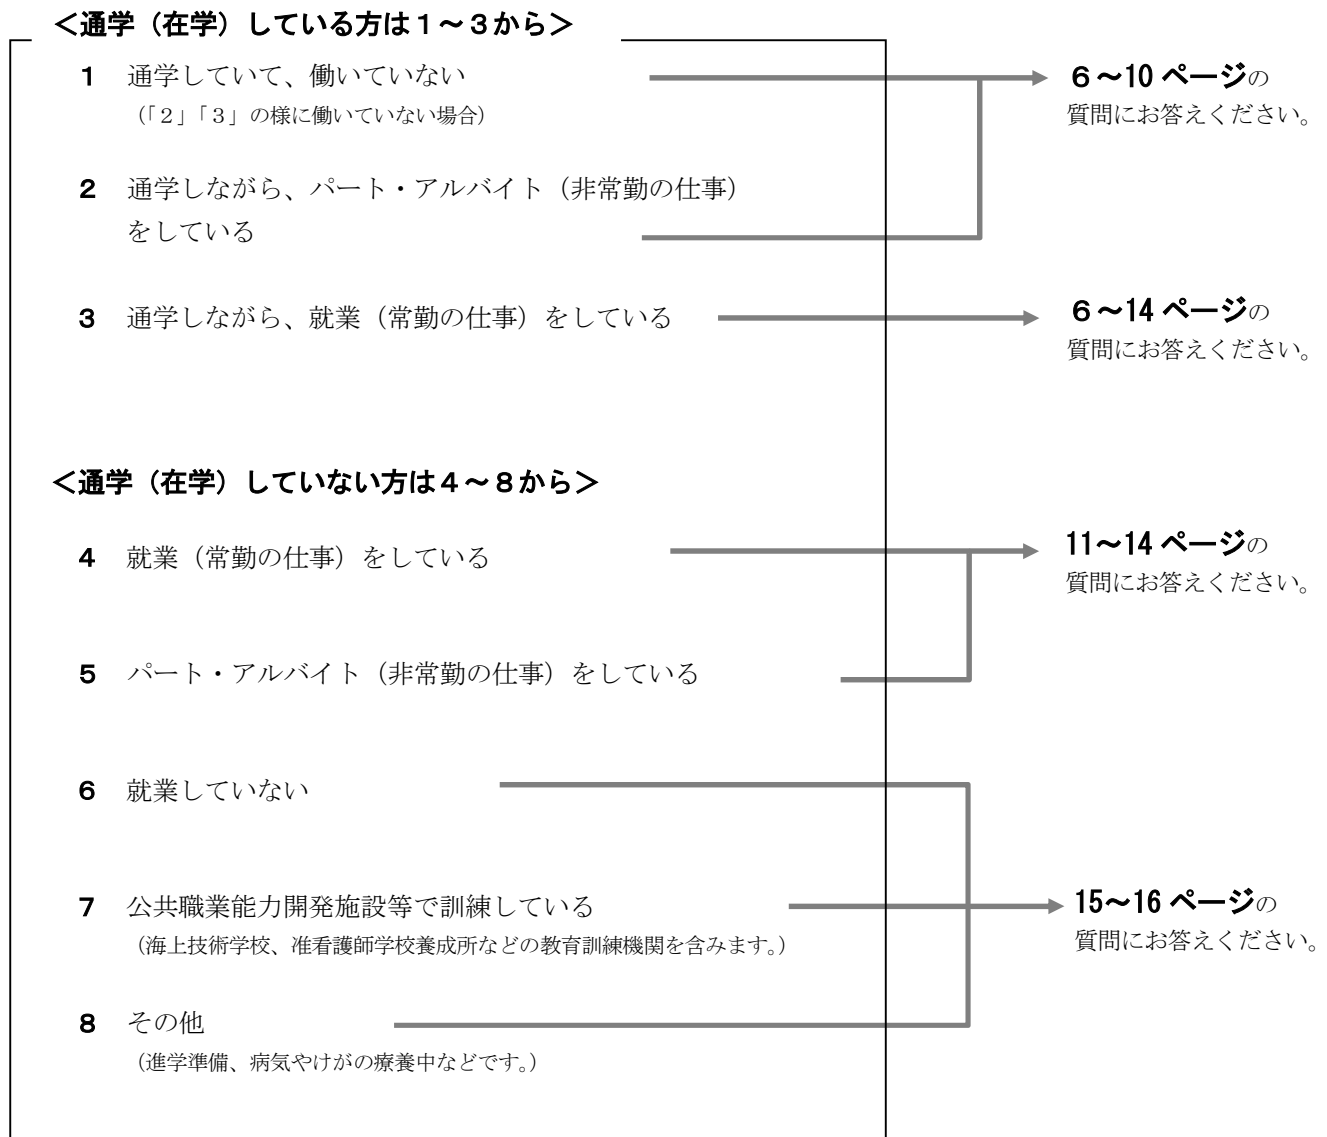 ＜通学（在学）している方は１～３から＞
１　通学していて、働いていない
（「２」「３」の様に働いていない場合）
６～10 ページの
質問にお答えください。
２　通学しながら、パート・アルバイト（非常勤の仕事）
をしている
３　通学しながら、就業（常勤の仕事）をしている
６～14 ページの
質問にお答えください。
＜通学（在学）していない方は４～８から＞
４　就業（常勤の仕事）をしている
11～14 ページの
質問にお答えください。
５　パート・アルバイト（非常勤の仕事）をしている
６　就業していない
７　公共職業能力開発施設等で訓練している
（海上技術学校、准看護師学校養成所などの教育訓練機関を含みます。）
15～16 ページの
質問にお答えください。
８　その他
（進学準備、病気やけがの療養中などです。）